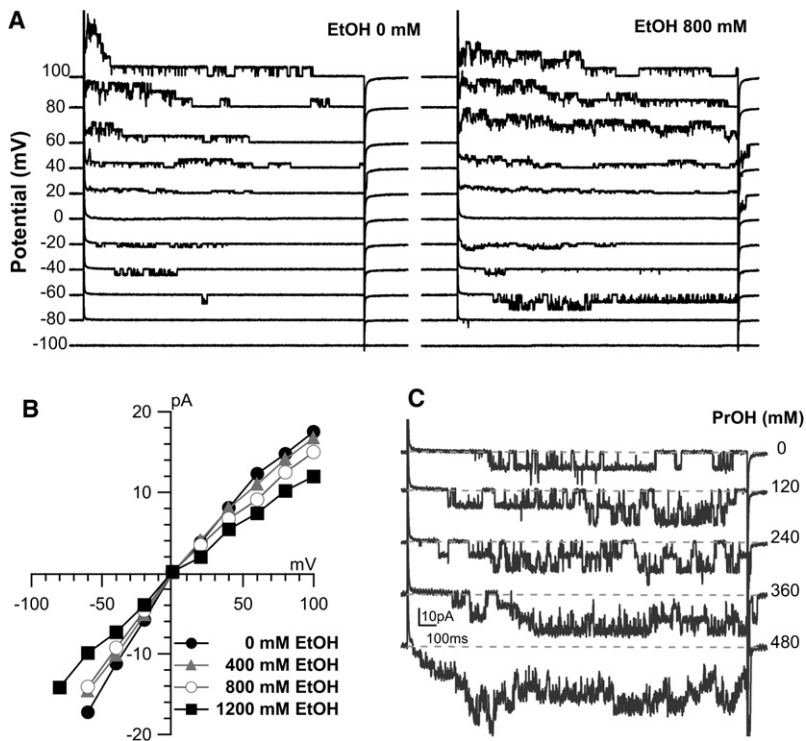 A
EtOH 0 mM
EtOH 800 mM
Potential (mV)
100
80
60
40
20
0
-20
-40
-60
-80
-100
B
pA
20
10
mV
-100
-50
50
100
-10
-20
0 mM EtOH
400 mM EtOH
800 mM EtOH
1200 mM EtOH
C
PrOH (mM)
0
120
240
360
480
10pA
100ms